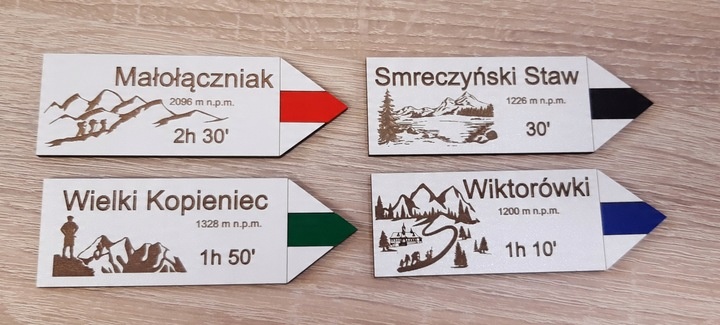 Małołączniak
2096 m n.p.m.
2h 30'
Smreczyński Staw
1226 m n.p.m.
30'
Wielki Kopieniec
1328 m n.p.m.
1h 50'
Wiktorówki
1200 m n.p.m.
1h 10'